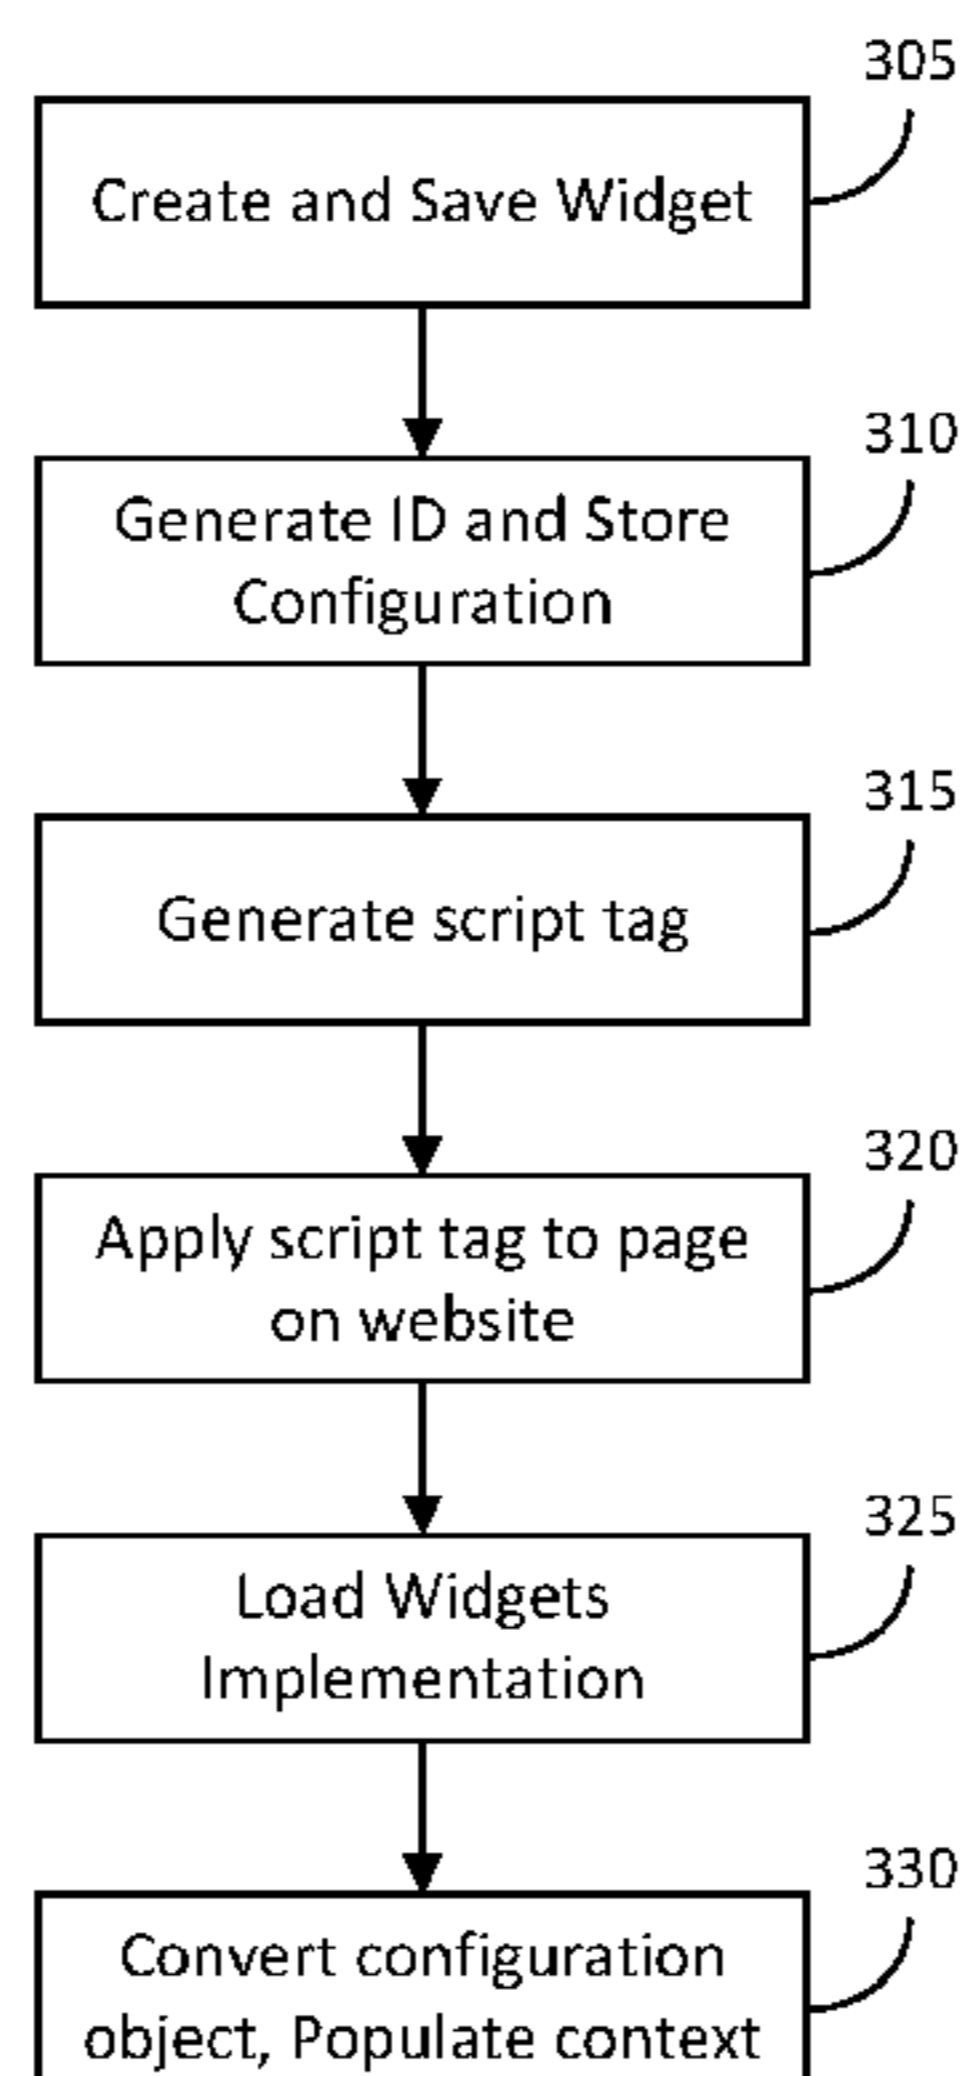 305
Create and Save Widget
310
Generate ID and Store
Configuration
315
Generate script tag
320
Apply script tag to page
on website
325
Load Widgets
Implementation
330
Convert configuration
object, Populate context